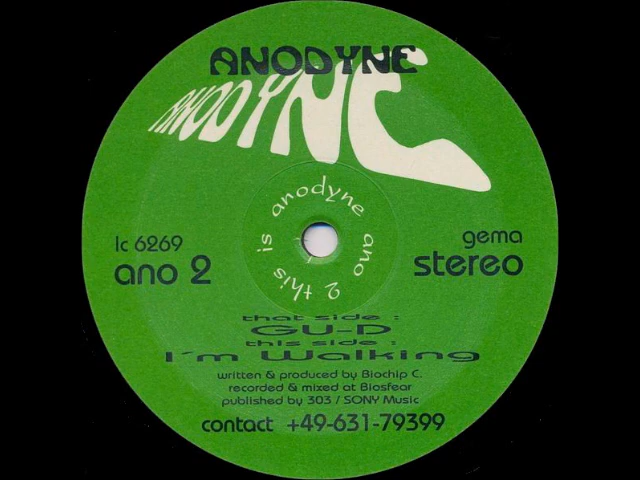 ANODYNE
ANODYNE
this is anodyne ano 2
lc 6269
ano 2
gema
stereo
that side :
GU-D
this side :
I'm Walking
written & produced by Biochip C.
recorded & mixed at Biosfear
published by 303 / SONY Music
contact +49-631-79399